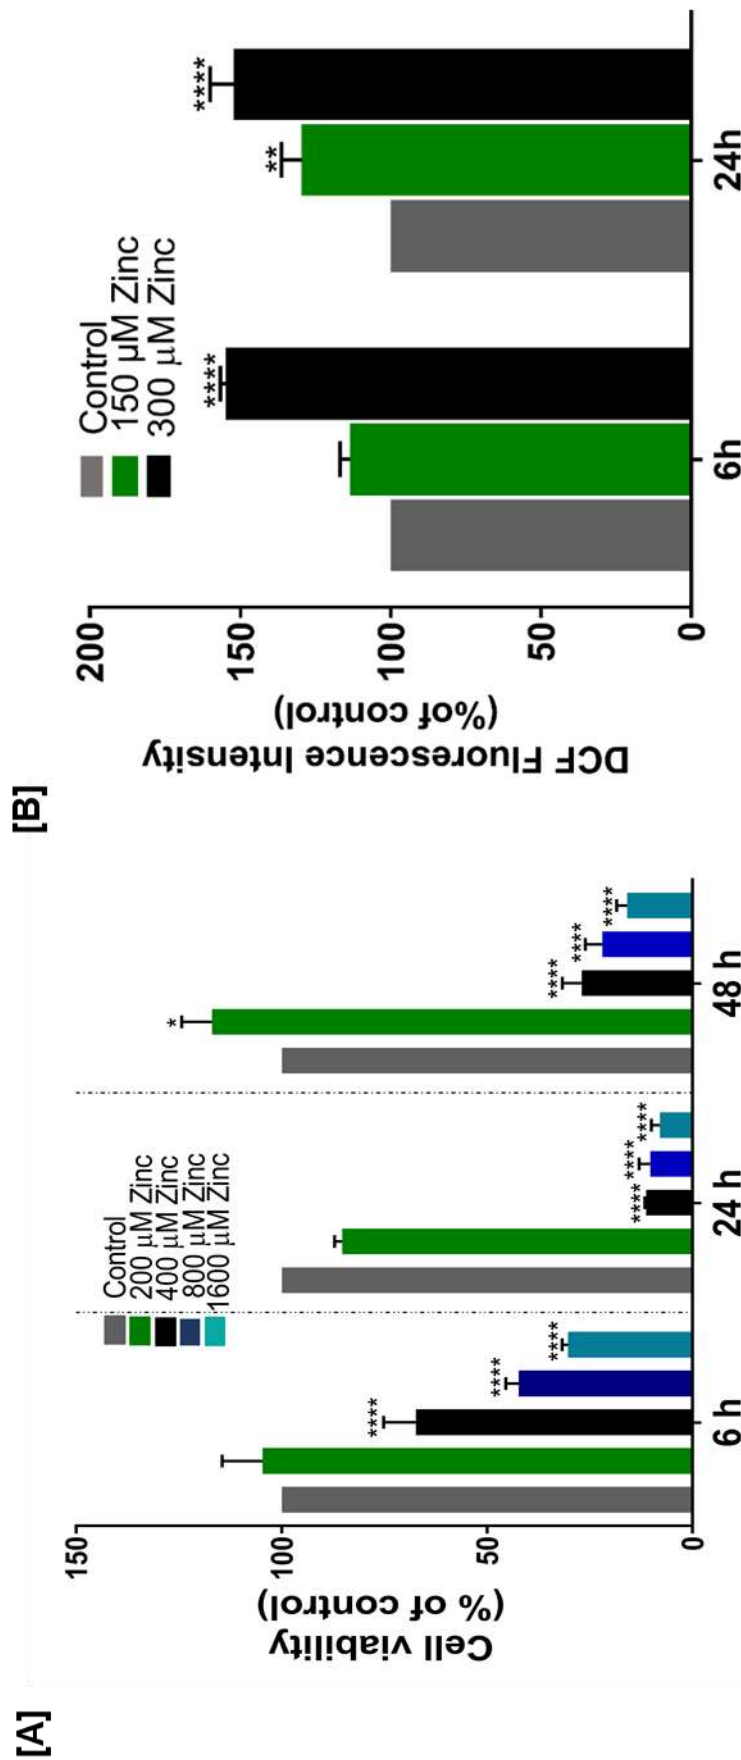 [A]
Cell viability
(% of control)
150
100
50
0
Control
200 µM Zinc
400 µM Zinc
800 µM Zinc
1600 µM Zinc
****
****
****
****
****
****
*
****
****
****
6 h
24 h
48 h
[B]
DCF Fluorescence Intensity
(%of control)
200
150
100
50
0
Control
150 µM Zinc
300 µM Zinc
****
**
****
6h
24h